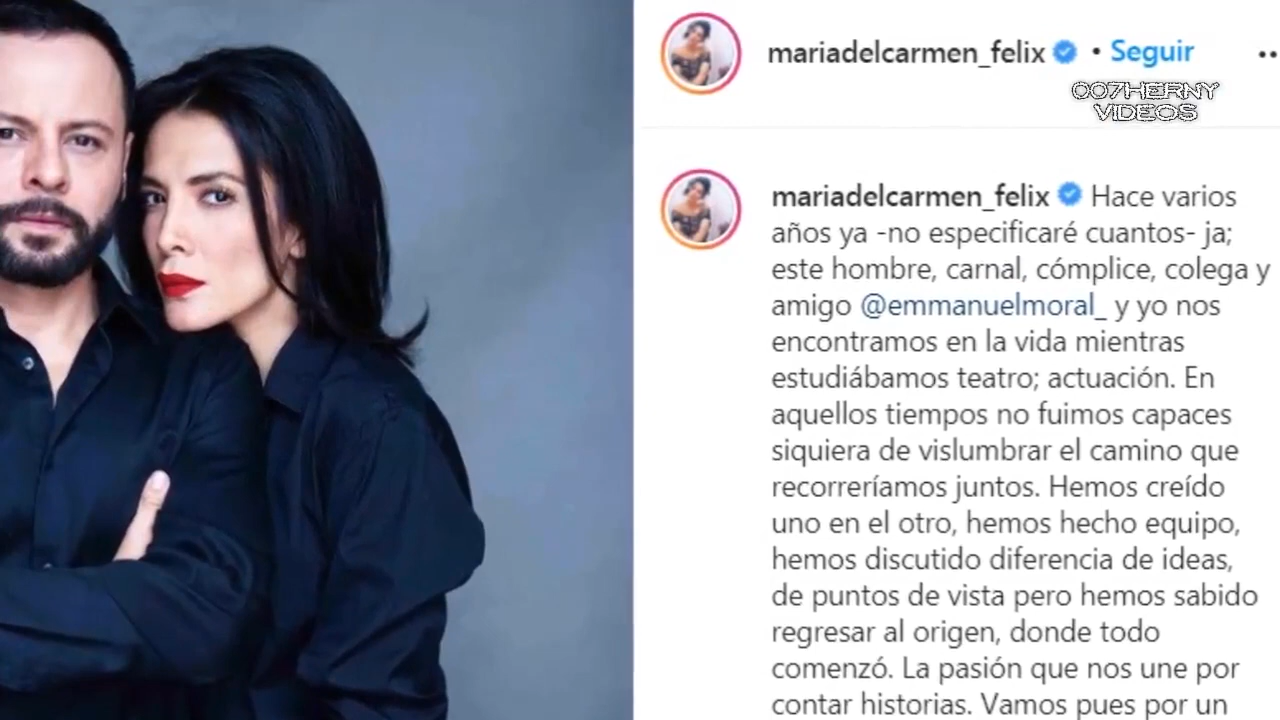 mariadelcarmen_felix • Seguir ..
007HERNY
VIDEOS
mariadelcarmen_felix Hace varios
años ya -no especificaré cuantos- ja;
este hombre, carnal, cómplice, colega y
amigo @emmanuelmoral_ y yo nos
encontramos en la vida mientras
estudiábamos teatro; actuación. En
aquellos tiempos no fuimos capaces
siquiera de vislumbrar el camino que
recorreríamos juntos. Hemos creído
uno en el otro, hemos hecho equipo,
hemos discutido diferencia de ideas,
de puntos de vista pero hemos sabido
regresar al origen, donde todo
comenzó. La pasión que nos une por
contar historias. Vamos pues por un